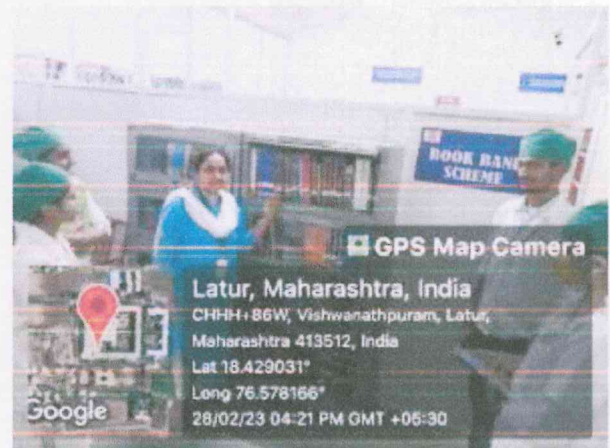 BOOK BANK
SCHEME
GPS Map Camera
Latur, Maharashtra, India
CHHH+86W, Vishwanathpuram, Latur,
Maharashtra 413512, India
Lat 18.429031°
Long 76.578166°
28/02/23 04:21 PM GMT +05:30
Google